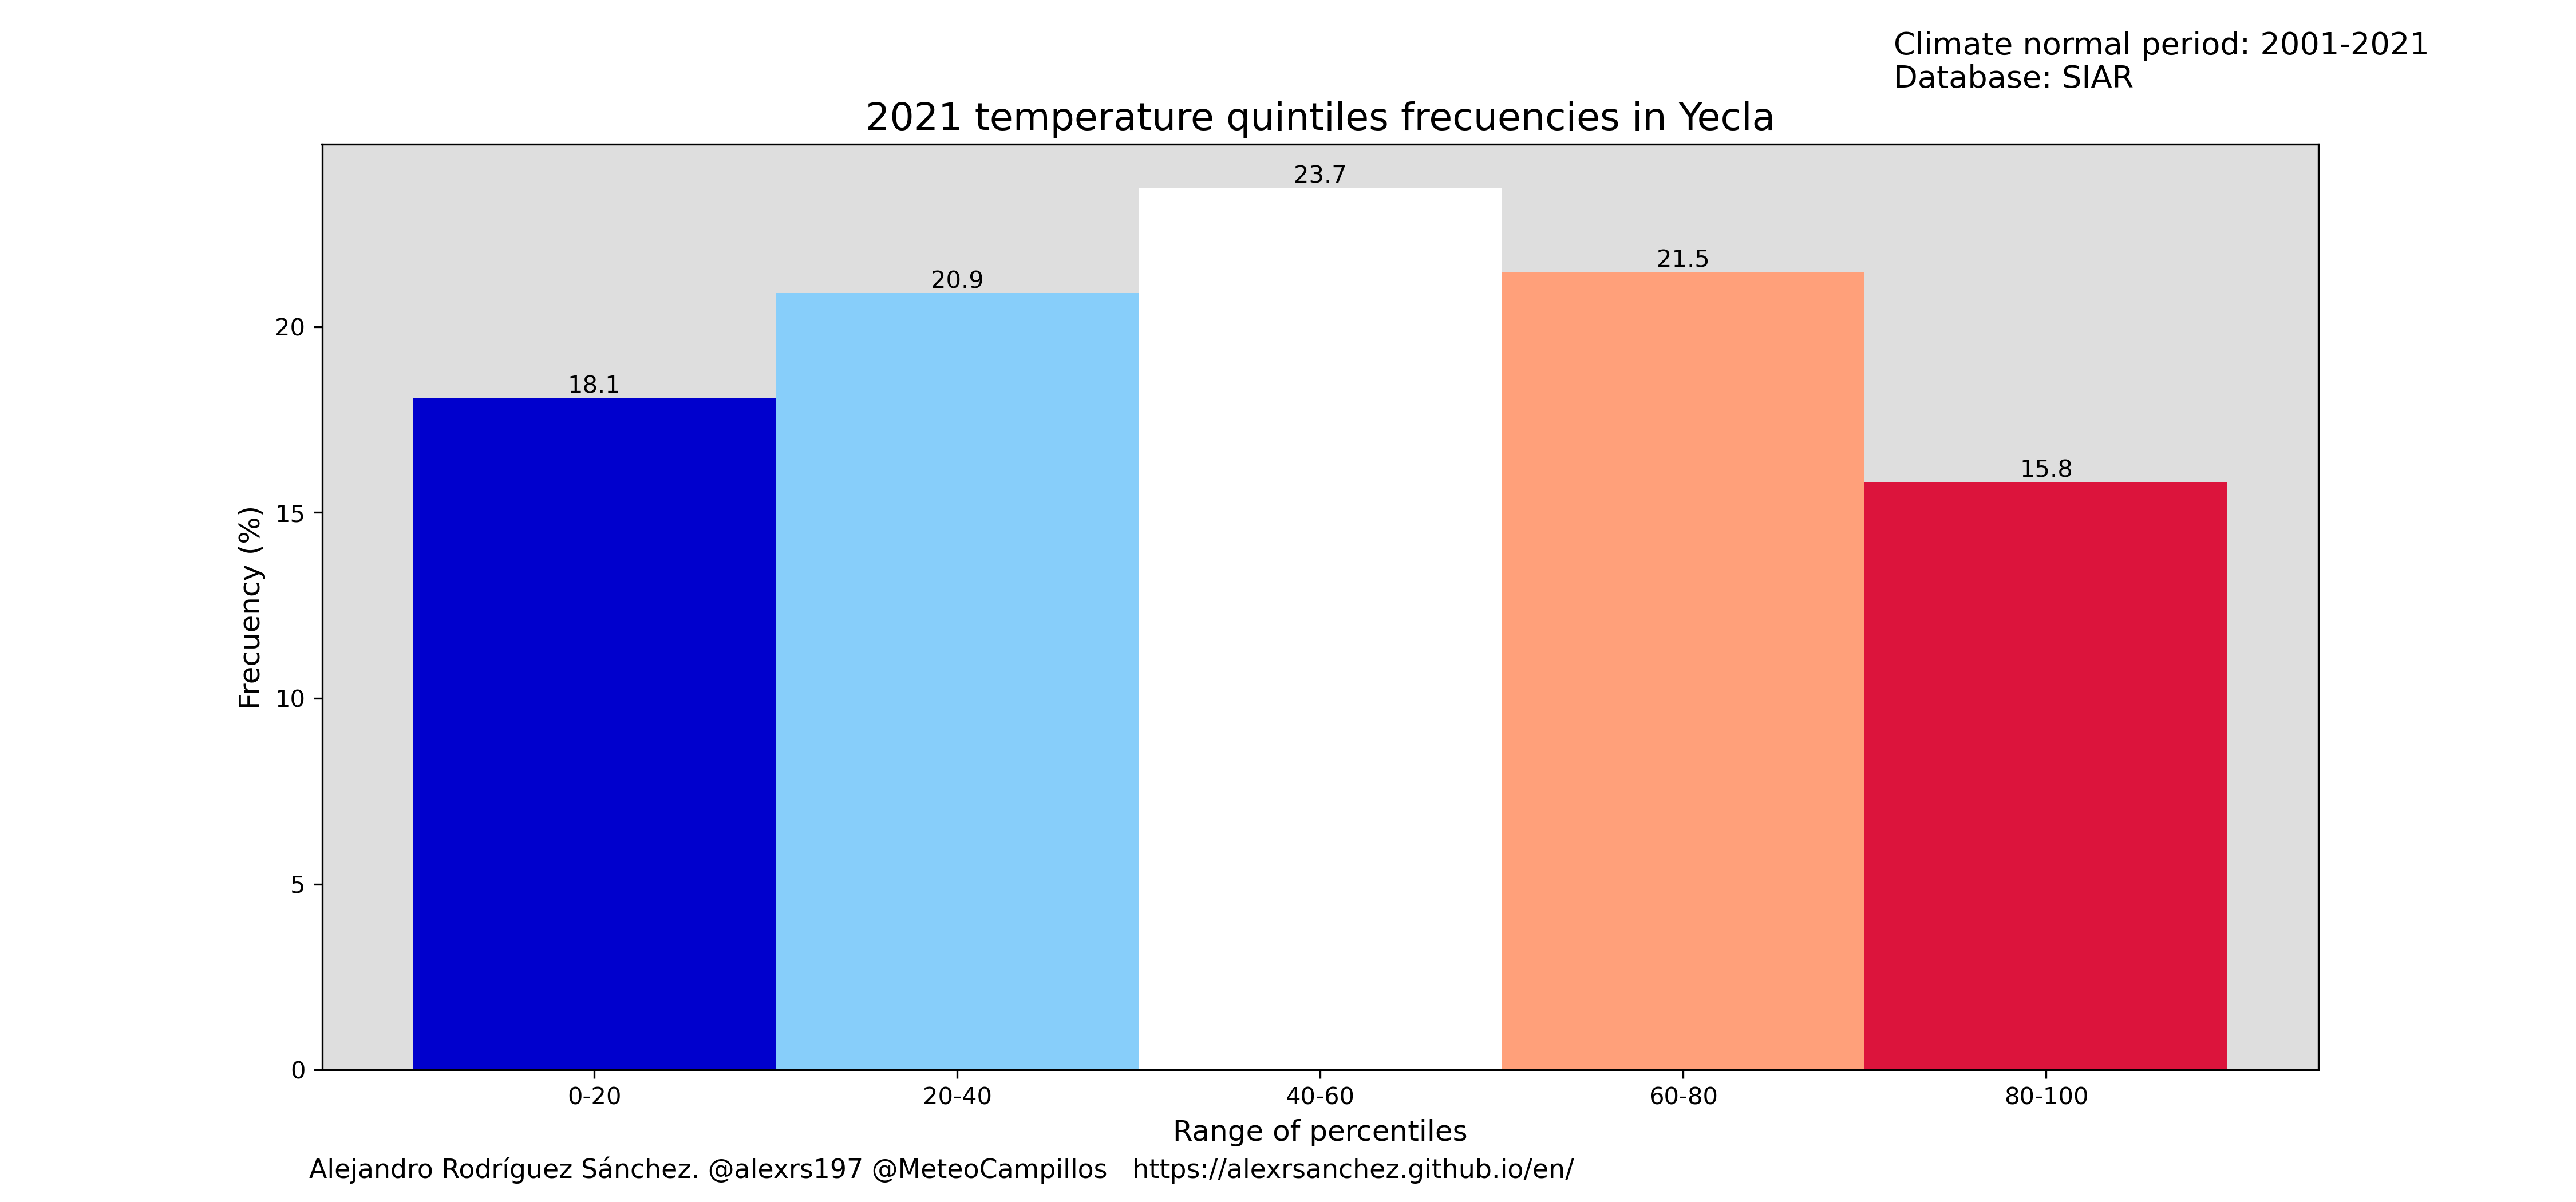 Climate normal period: 2001-2021
Database: SIAR
2021 temperature quintiles frecuencies in Yecla
23.7
21.5
20.9
20
18.1
15.8
15
Frecuency (%)
10
5
0
0-20 20-40 40-60 60-80 80-100
Range of percentiles
Alejandro Rodríguez Sánchez. @alexrs197 @MeteoCampillos https://alexrsanchez.github.io/en/